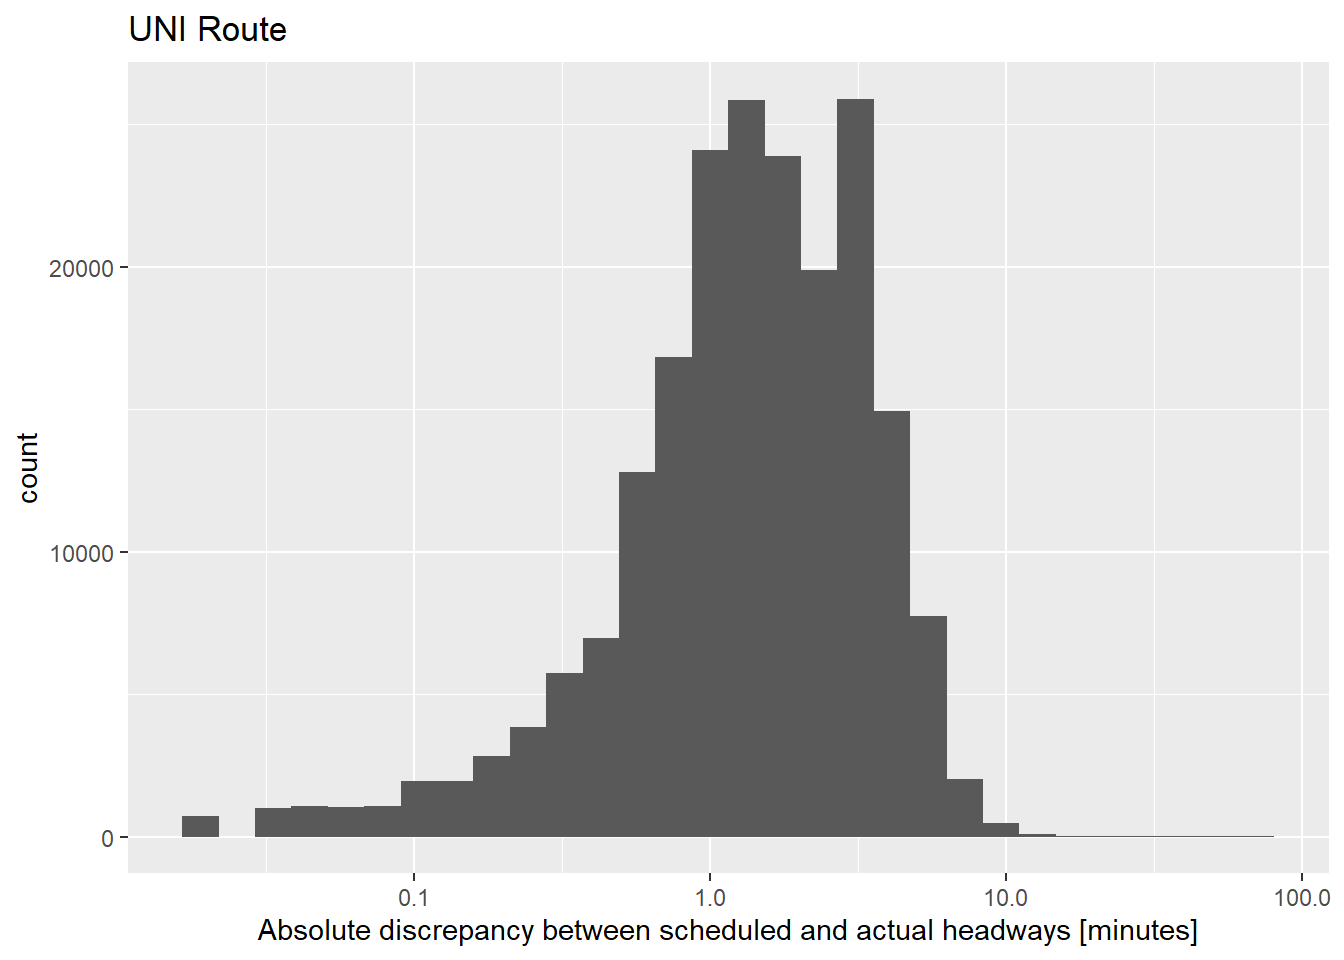 UNI Route
count
20000
10000
0
0.1 1.0 10.0 100.0
Absolute discrepancy between scheduled and actual headways [minutes]